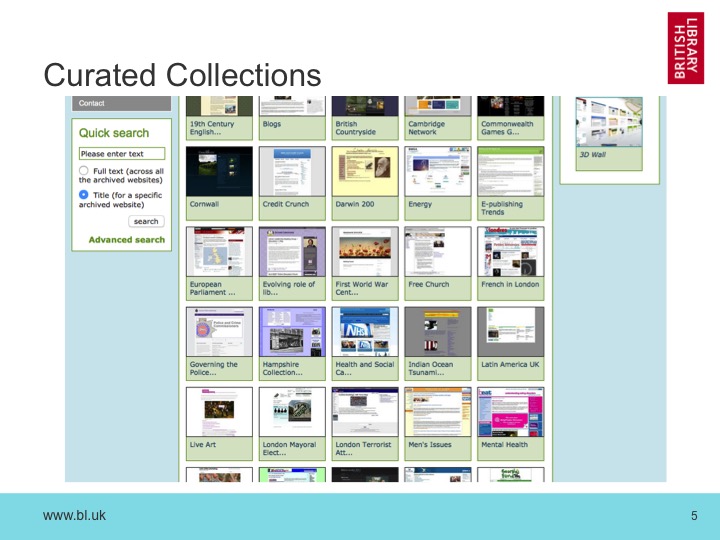 BRITISH
LIBRARY
Curated Collections
Contact
Quick search
Please enter text
Full text (across all
the archived websites)
Title (for a specific
archived website)
search
Advanced search
19th Century
English...
Blogs
British
Countryside
Cambridge
Network
Commonwealth
Games G...
3D Wall
Cornwall
Credit Crunch
Darwin 200
Energy
E-publishing
Trends
European
Parliament ...
Evolving role of
lib...
First World War
Cent...
Free Church
French in London
Governing the
Police...
Hampshire
Collection...
NHS
Health and Social
Ca...
Indian Ocean
Tsunami...
Latin America UK
Live Art
London Mayoral
Elect...
London Terrorist
Att...
Men's Issues
Mental Health
www.bl.uk
5